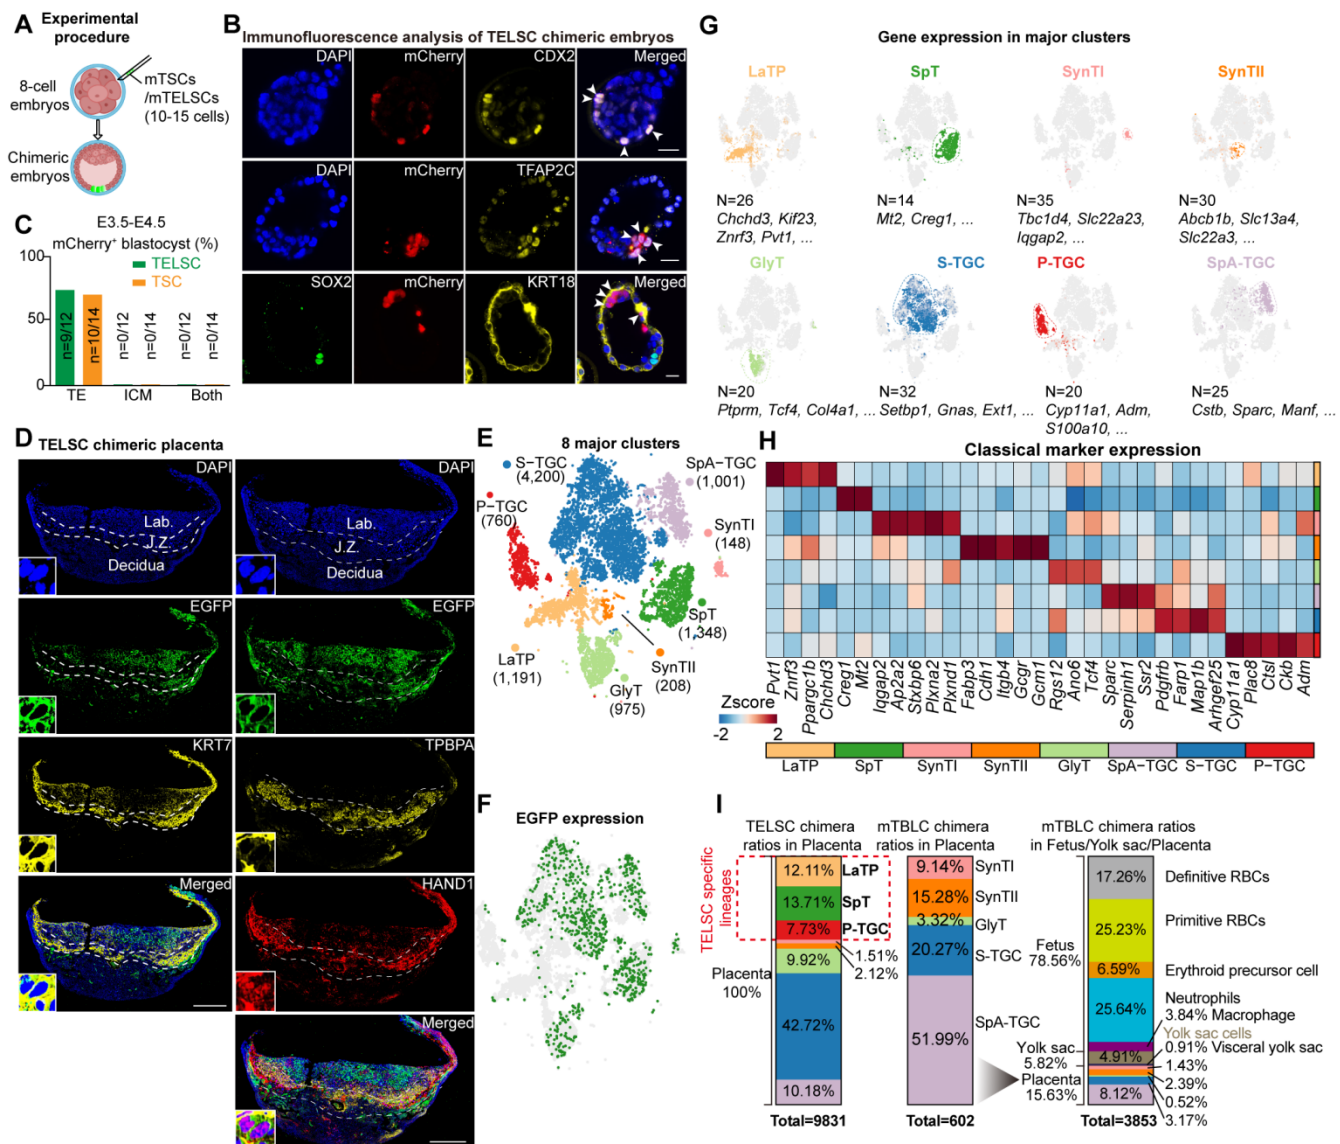 A
Experimental
procedure
8-cell
embryos
mTSCs
/mTELSCs
(10-15 cells)
Chimeric
embryos
B
Immunofluorescence analysis of TELSC chimeric embryos
DAPI
mCherry
CDX2
Merged
DAPI
mCherry
TFAP2C
SOX2
mCherry
KRT18
Merged
C
E3.5-E4.5
mCherry⁺ blastocyst (%)
100
50
0
TELSC
TSC
n=9/12
n=10/14
n=0/12
n=0/14
n=0/12
n=0/14
TE
ICM
Both
D
TELSC chimeric placenta
DAPI
Lab.
J.Z.
Decidua
DAPI
Lab.
J.Z.
Decidua
EGFP
EGFP
KRT7
TPBPA
Merged
HAND1
Merged
E
8 major clusters
S-TGC
(4,200)
SpA-TGC
(1,001)
P-TGC
(760)
SynTI
(148)
SpT
(1,348)
LaTP
(1,191)
SynTII
(208)
GlyT
(975)
F
EGFP expression
G
Gene expression in major clusters
LaTP
N=26
Chchd3, Kif23,
Znrf3, Pvt1, ...
SpT
N=14
Mt2, Creg1, ...
SynTI
N=35
Tbc1d4, Slc22a23,
Iqgap2, ...
SynTII
N=30
Abcb1b, Slc13a4,
Slc22a3, ...
GlyT
N=20
Ptprm, Tcf4, Col4a1, ...
S-TGC
N=32
Setbp1, Gnas, Ext1, ...
P-TGC
N=20
Cyp11a1, Adm,
S100a10, ...
SpA-TGC
N=25
Cstb, Sparc, Manf, ...
H
Classical marker expression
Pvt1
Znrf3
Ppargc1b
Chchd3
Creg1
Mt2
Iqgap2
Ap2a2
Stxbp6
Plxna2
Plxnd1
Fabp3
Cdh1
Itgb4
Gcgr
Gcm1
Rgs12
Ano6
Tcf4
Sparc
Serpinh1
Ssr2
Pdgfrb
Farp1
Map1b
Arhgef25
Cyp11a1
Plac8
Ctsl
Ckb
Adm
Zscore
-2
2
LaTP
SpT
SynTI
SynTII
GlyT
SpA-TGC
S-TGC
P-TGC
I
TELSC chimera
ratios in Placenta
TELSC specific
lineages
12.11%
LaTP
13.71%
SpT
7.73%
P-TGC
1.51%
2.12%
9.92%
42.72%
10.18%
Placenta
100%
Total=9831
mTBLC chimera
ratios in Placenta
9.14%
SynTI
15.28%
SynTII
3.32%
GlyT
20.27%
S-TGC
51.99%
SpA-TGC
Total=602
mTBLC chimera ratios
in Fetus/Yolk sac/Placenta
17.26%
Definitive RBCs
25.23%
Primitive RBCs
6.59%
Erythroid precursor cell
25.64%
Neutrophils
3.84% Macrophage
Yolk sac cells
4.91%
0.91% Visceral yolk sac
1.43%
2.39%
0.52%
3.17%
8.12%
Fetus
78.56%
Yolk sac
5.82%
Placenta
15.63%
Total=3853